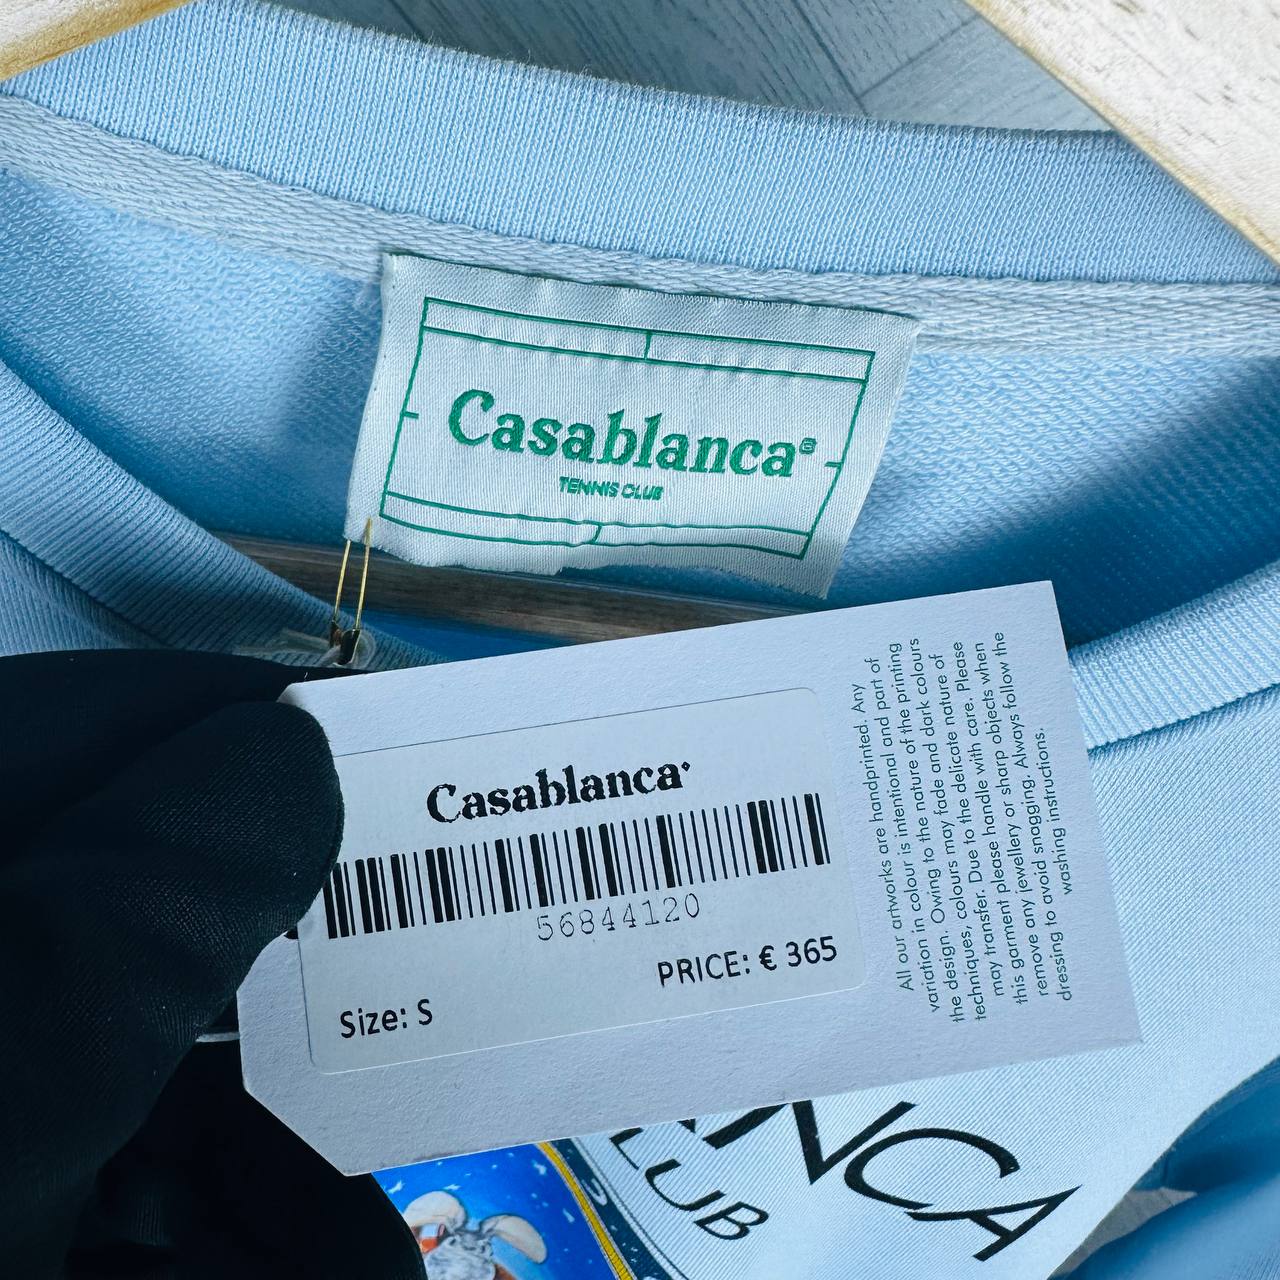 Casablanca®
TENNIS CLUB
Casablanca
56844120
PRICE: € 365
Size: S
All our artworks are handprinted. Any
variation in colour is intentional and part of
the design. Owing to the nature of the printing
techniques, colours may fade and dark colours
may transfer. Due to the delicate nature of
this garment please handle with care. Please
remove any jewellery or sharp objects when
dressing to avoid snagging. Always follow the
washing instructions.